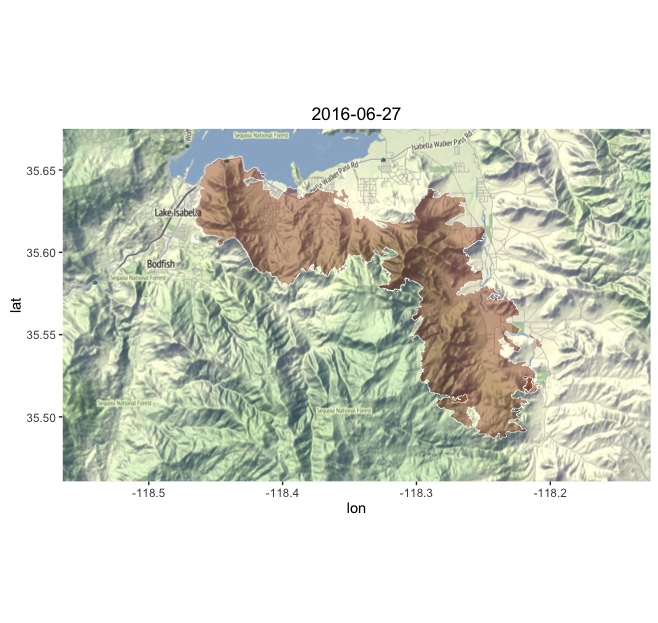 2016-06-27
Sequoia National Forest
Isabella Walker Pass Rd
Walker Pass Rd
Lake Isabella
Bodfish
Sequoia National Forest
Sequoia National Forest
Sequoia National Forest
35.65
35.60
35.55
35.50
lat
-118.5
-118.4
-118.3
-118.2
lon